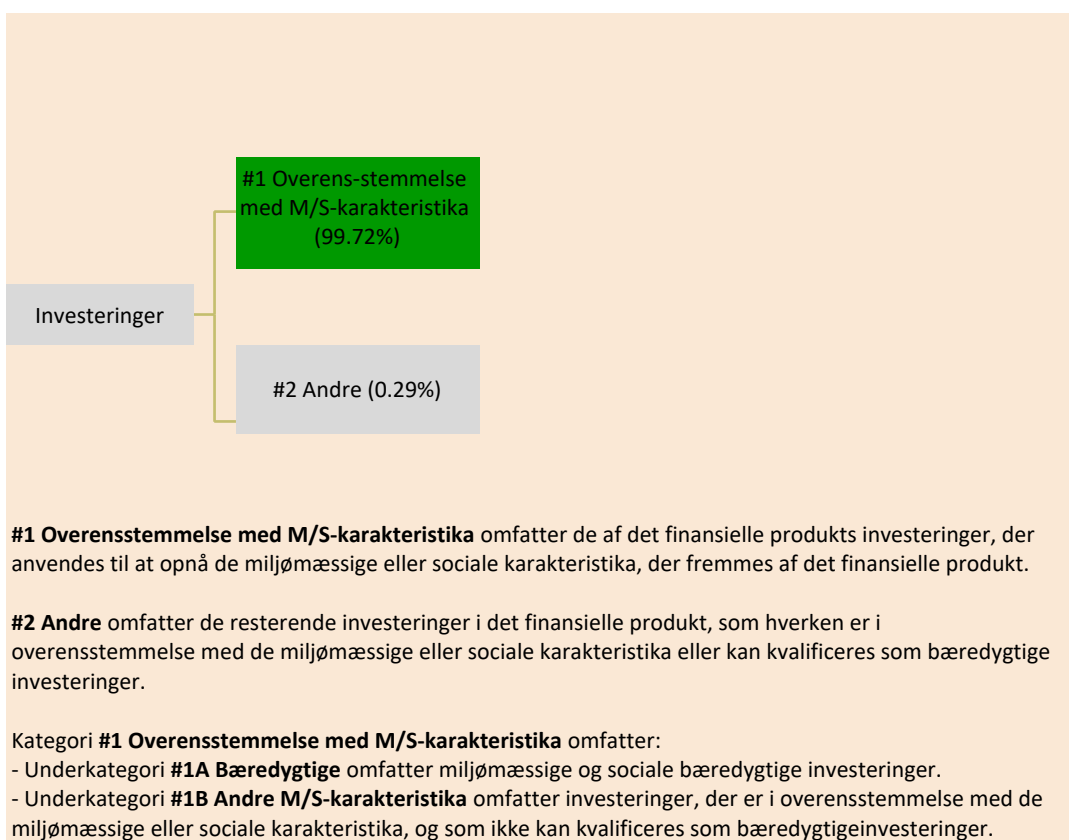 #1 Overens-stemmelse
med M/S-karakteristika
(99.72%)
Investeringer
#2 Andre (0.29%)
#1 Overensstemmelse med M/S-karakteristika omfatter de af det finansielle produkts investeringer, der
anvendes til at opnå de miljømæssige eller sociale karakteristika, der fremmes af det finansielle produkt.
#2 Andre omfatter de resterende investeringer i det finansielle produkt, som hverken er i
overensstemmelse med de miljømæssige eller sociale karakteristika eller kan kvalificeres som bæredygtige
investeringer.
Kategori #1 Overensstemmelse med M/S-karakteristika omfatter:
- Underkategori #1A Bæredygtige omfatter miljømæssige og sociale bæredygtige investeringer.
- Underkategori #1B Andre M/S-karakteristika omfatter investeringer, der er i overensstemmelse med de
miljømæssige eller sociale karakteristika, og som ikke kan kvalificeres som bæredygtigeinvesteringer.